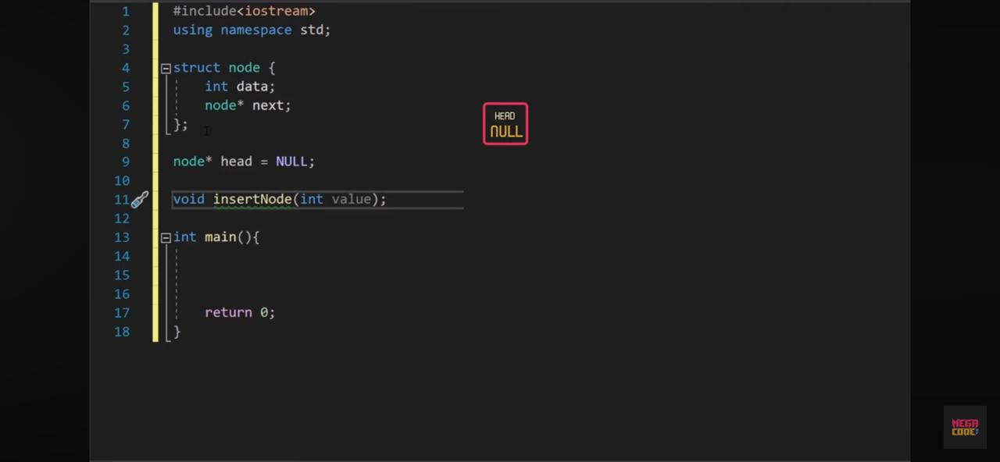 1 #include<iostream>
2 using namespace std;
3
4 struct node {
5 int data;
6 node* next;
7 };
8
9 node* head = NULL;
10
11 void insertNode(int value);
12
13 int main(){
14
15
16
17 return 0;
18 }
HEAD
NULL
MEGA
CODE